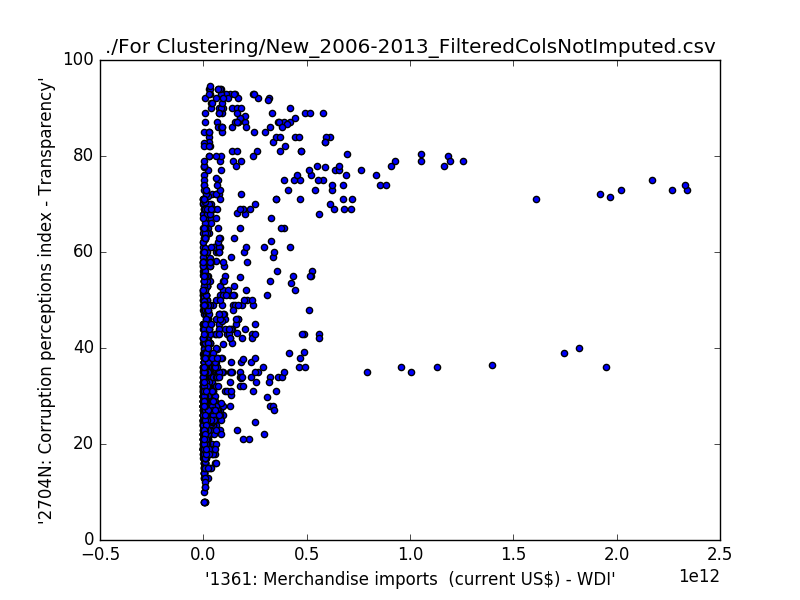 ./For Clustering/New_2006-2013_FilteredColsNotImputed.csv
100
80
60
40
20
0
'2704N: Corruption perceptions index - Transparency'
−0.5 0.0 0.5 1.0 1.5 2.0 2.5
1e12
'1361: Merchandise imports  (current US$) - WDI'